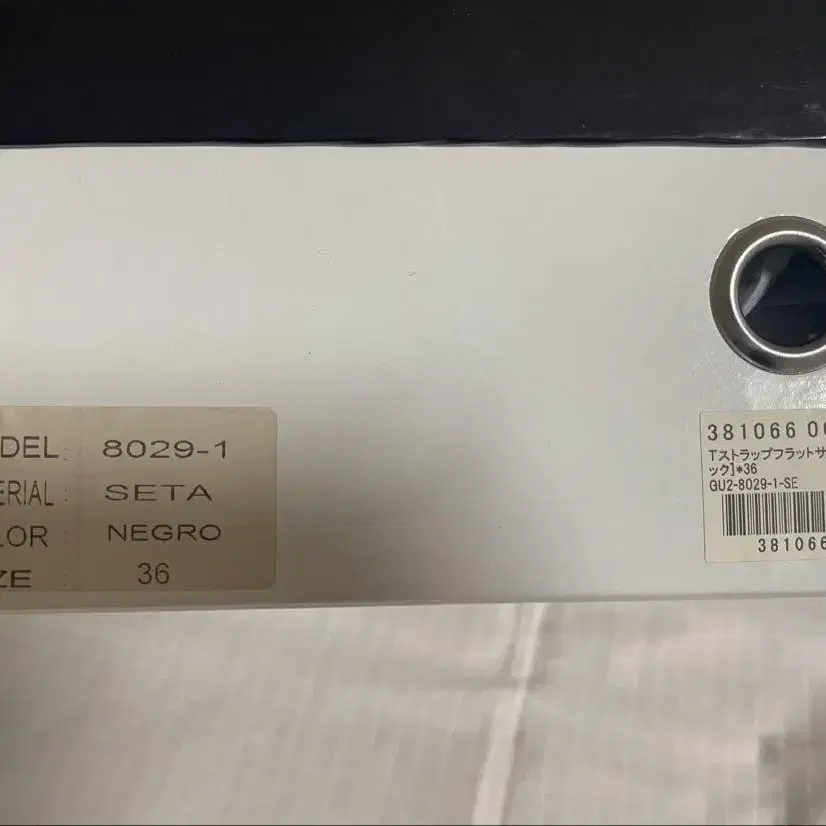 DEL: 8029-1
ERIAL: SETA
LOR NEGRO
ZE : 36
381066 0
Tストラップフラットサ
ック]*36
GU2-8029-1-SE
381066